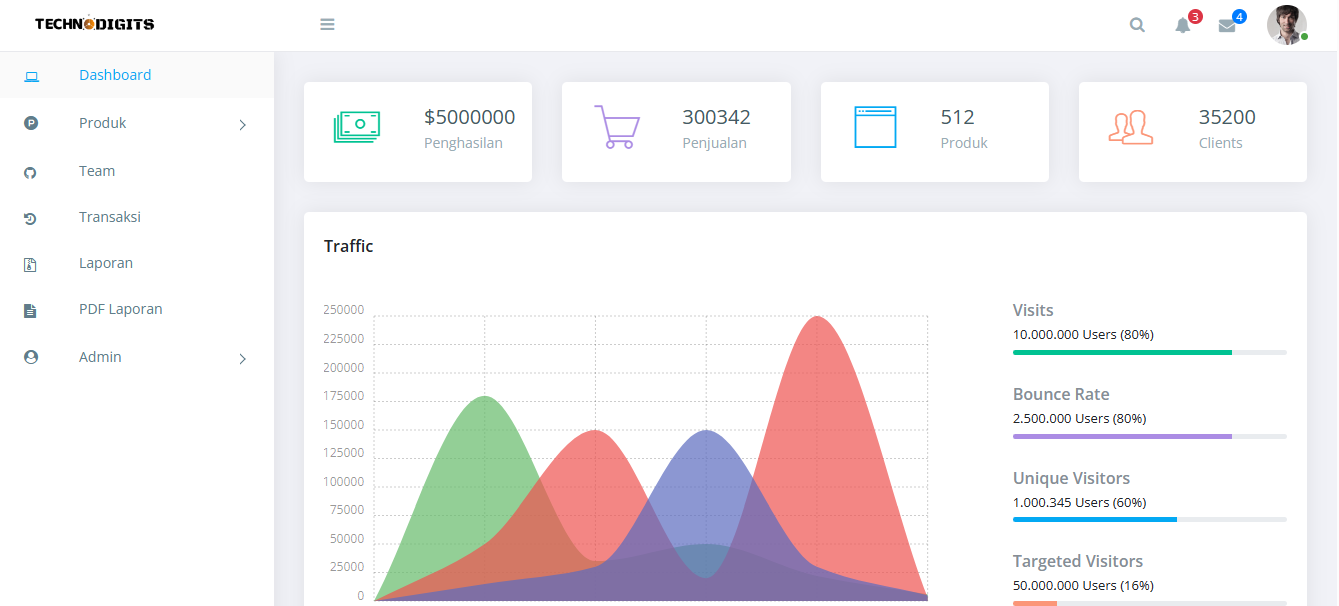 TECHNODIGITS
3
4
Dashboard
Produk
Team
Transaksi
Laporan
PDF Laporan
Admin
$5000000
Penghasilan
300342
Penjualan
512
Produk
35200
Clients
Traffic
250000
225000
200000
175000
150000
125000
100000
75000
50000
25000
0
Visits
10.000.000 Users (80%)
Bounce Rate
2.500.000 Users (80%)
Unique Visitors
1.000.345 Users (60%)
Targeted Visitors
50.000.000 Users (16%)